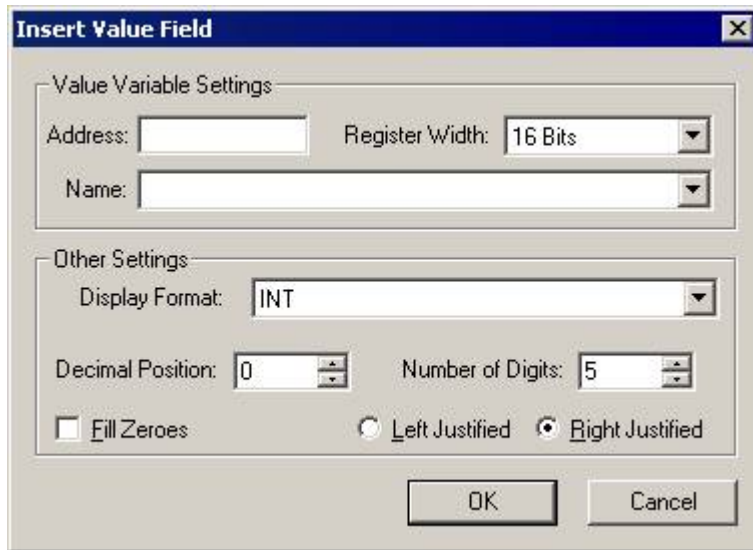 Insert Value Field
Value Variable Settings
Address: Register Width: 16 Bits
Name:
Other Settings
Display Format: INT
Decimal Position: 0 Number of Digits: 5
Fill Zeroes Left Justified Right Justified
OK Cancel